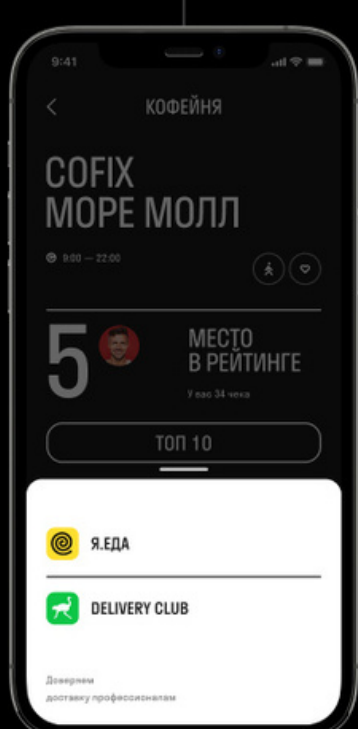 9:41
КОФЕЙНЯ
COFIX
МОРЕ МОЛЛ
9:00 — 22:00
5
МЕСТО
В РЕЙТИНГЕ
У вас 34 чека
ТОП 10
Я.ЕДА
DELIVERY CLUB
Доверяем
доставку профессионалам